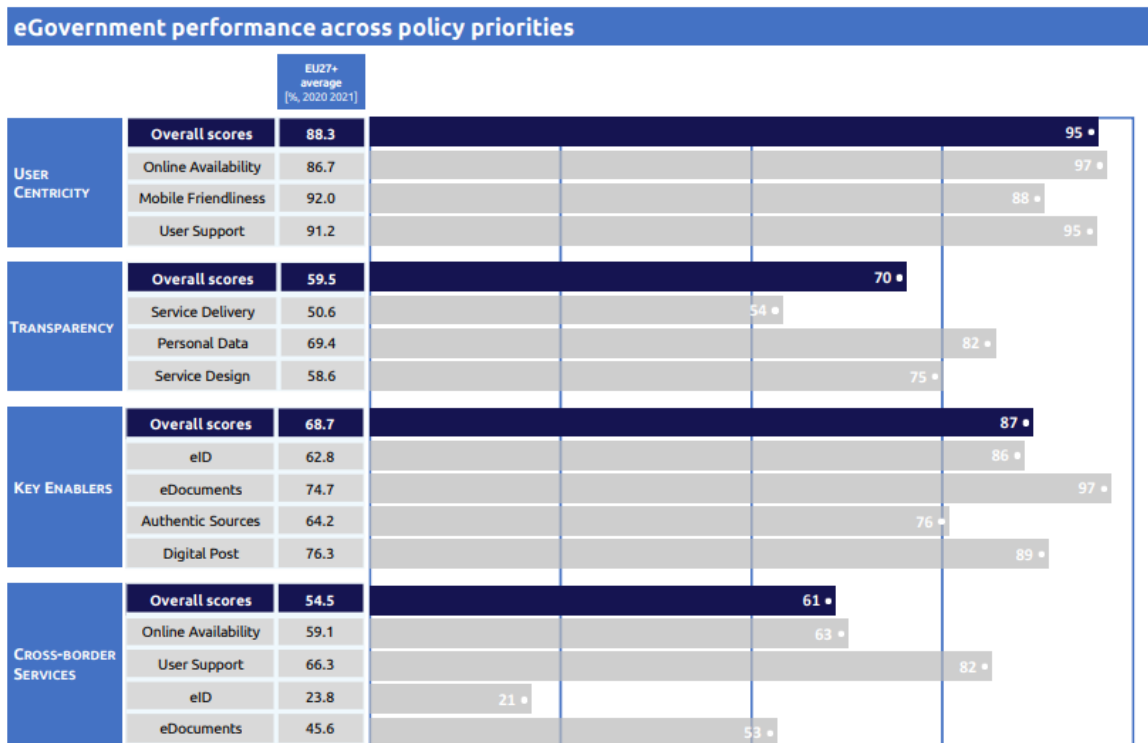 eGovernment performance across policy priorities
EU27+
average
[%, 2020 2021]
USER
CENTRICITY
Overall scores 88.3 95
Online Availability 86.7 97
Mobile Friendliness 92.0 88
User Support 91.2 95
TRANSPARENCY
Overall scores 59.5 70
Service Delivery 50.6 54
Personal Data 69.4 82
Service Design 58.6 75
KEY ENABLERS
Overall scores 68.7 87
eID 62.8 86
eDocuments 74.7 97
Authentic Sources 64.2 76
Digital Post 76.3 89
CROSS-BORDER
SERVICES
Overall scores 54.5 61
Online Availability 59.1 63
User Support 66.3 82
eID 23.8 21
eDocuments 45.6 53